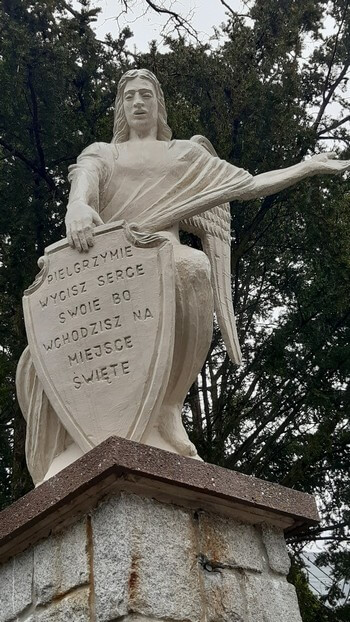 PIELGRZYMIE
WYCISZ SERCE
SWOIE BO
WCHODZISZ NA
MIEJSCE
ŚWIĘTE